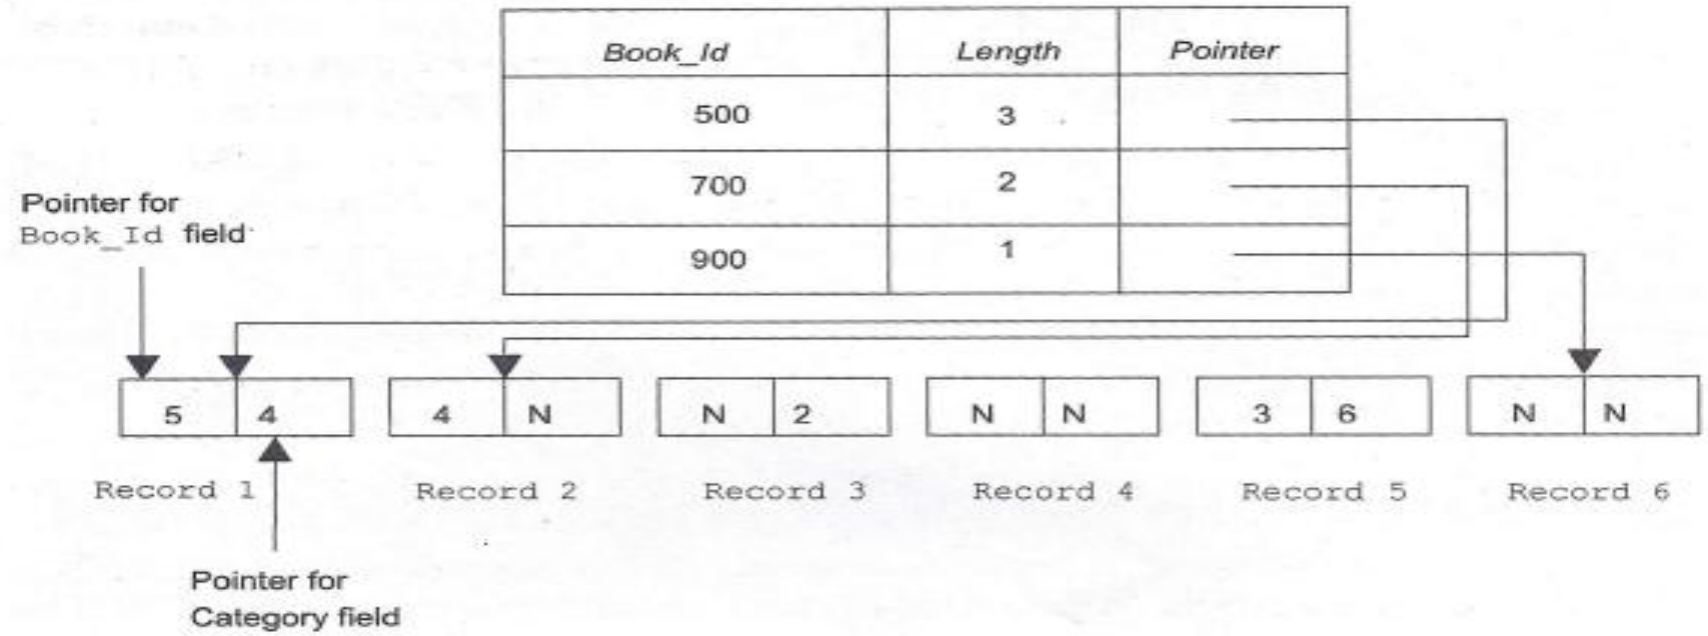 Book_Id Length Pointer
500 3
700 2
900 1
Pointer for
Book_Id field
5 4 4 N N 2 N N 3 6 N N
Record 1 Record 2 Record 3 Record 4 Record 5 Record 6
Pointer for
Category field